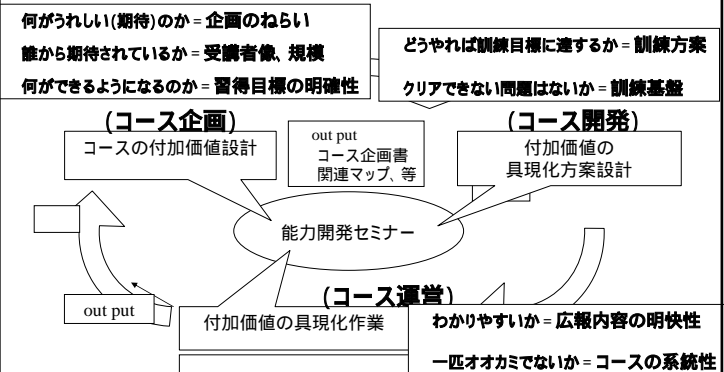 何がうれしい(期待)のか = 企画のねらい
誰から期待されているか = 受講者像、規模
何ができるようになるのか = 習得目標の明確性
どうやれば訓練目標に達するか = 訓練方案
クリアできない問題はないか = 訓練基盤
(コース企画)
(コース開発)
コースの付加価値設計
out put
コース企画書
関連マップ、等
付加価値の
具現化方案設計
能力開発セミナー
(コース運営)
out put
付加価値の具現化作業
わかりやすいか = 広報内容の明快性
一匹オオカミでないか = コースの系統性